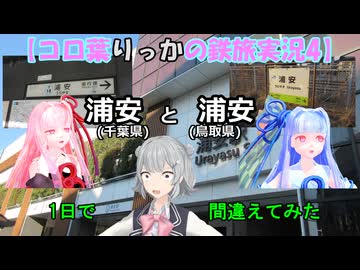 【コロ葉りっかの鉄旅実況4】
浦安
(千葉県)
と
浦安
(鳥取県)
浦安
浦安
Urayasu
1日で
間違えてみた